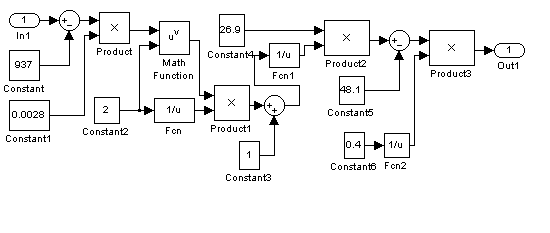 1
In1
+
−
937
Constant
0.0028
Constant1
×
Product
2
Constant2
u^v
Math
Function
1/u
Fcn
×
Product1
1
Constant3
+
+
26.9
Constant4
1/u
Fcn1
×
Product2
+
−
48.1
Constant5
0.4
Constant6
1/u
Fcn2
×
Product3
1
Out1